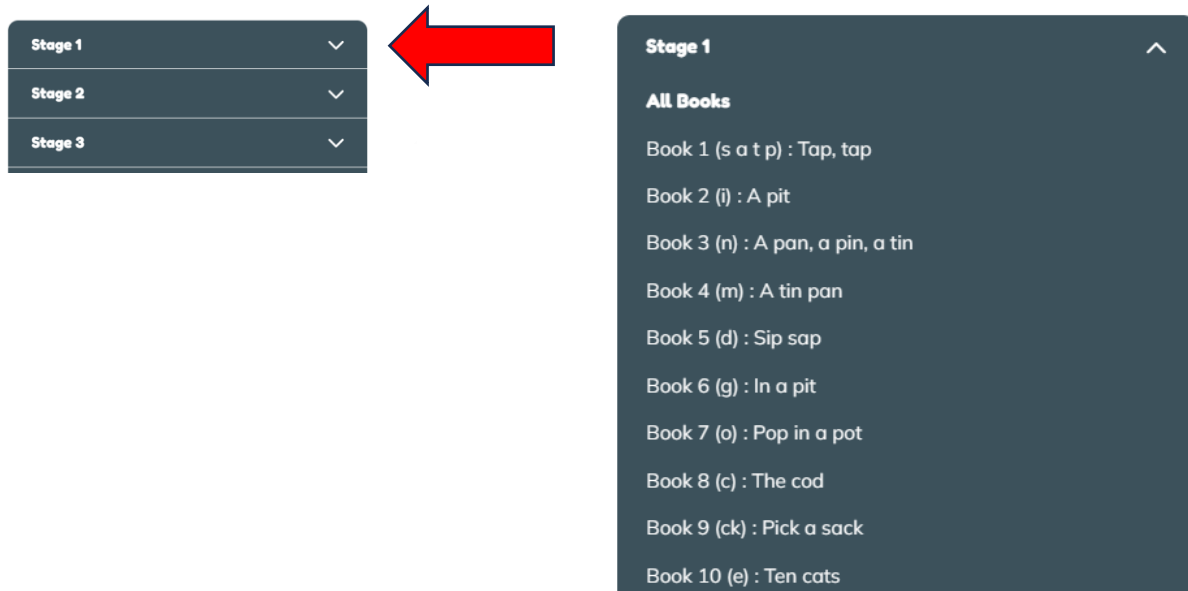 Stage 1
Stage 2
Stage 3
Stage 1
All Books
Book 1 (s a t p) : Tap, tap
Book 2 (i) : A pit
Book 3 (n) : A pan, a pin, a tin
Book 4 (m) : A tin pan
Book 5 (d) : Sip sap
Book 6 (g) : In a pit
Book 7 (o) : Pop in a pot
Book 8 (c) : The cod
Book 9 (ck) : Pick a sack
Book 10 (e) : Ten cats